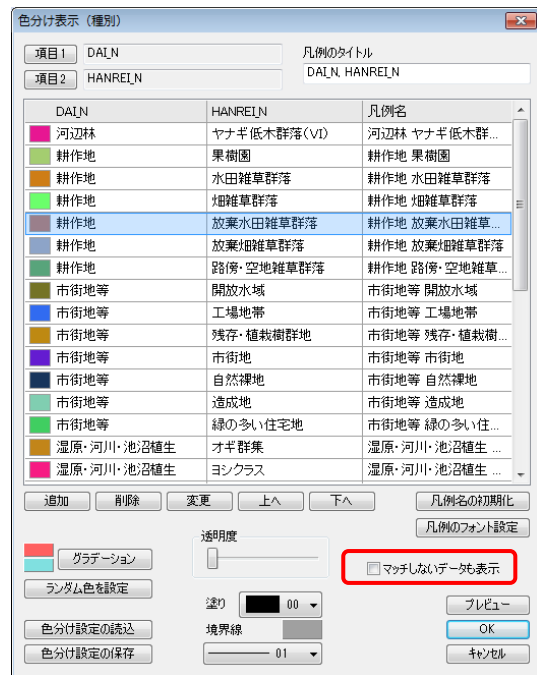 色分け表示（種別）
項目1 DAI_N 凡例のタイトル
項目2 HANREI_N DAI_N, HANREI_N
DAI_N HANREI_N 凡例名
河辺林 ヤナギ低木群落(VI) 河辺林 ヤナギ低木群...
耕作地 果樹園 耕作地 果樹園
耕作地 水田雑草群落 耕作地 水田雑草群落
耕作地 畑雑草群落 耕作地 畑雑草群落
耕作地 放棄水田雑草群落 耕作地 放棄水田雑草...
耕作地 放棄畑雑草群落 耕作地 放棄畑雑草群落
耕作地 路傍・空地雑草群落 耕作地 路傍・空地雑草...
市街地等 開放水域 市街地等 開放水域
市街地等 工場地帯 市街地等 工場地帯
市街地等 残存・植栽樹群地 市街地等 残存・植栽樹...
市街地等 市街地 市街地等 市街地
市街地等 自然裸地 市街地等 自然裸地
市街地等 造成地 市街地等 造成地
市街地等 緑の多い住宅地 市街地等 緑の多い住...
湿原・河川・池沼植生 オギ群集 湿原・河川・池沼植生 ...
湿原・河川・池沼植生 ヨシクラス 湿原・河川・池沼植生 ...
追加 削除 変更 上へ 下へ 凡例名の初期化
凡例のフォント設定
透明度
グラデーション
マッチしないデータも表示
ランダム色を設定
塗り 00 プレビュー
色分け設定の読込 境界線 OK
色分け設定の保存 01 キャンセル